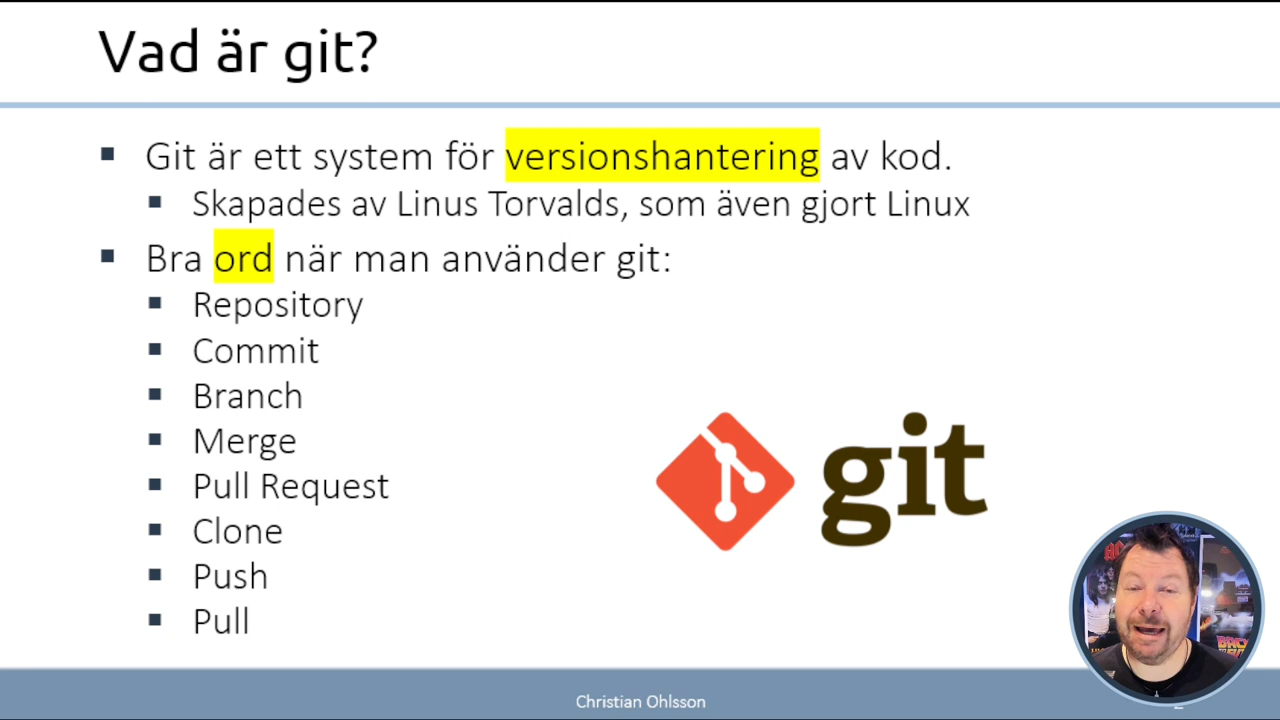 Vad är git?
Git är ett system för versionshantering av kod.
Skapades av Linus Torvalds, som även gjort Linux
Bra ord när man använder git:
Repository
Commit
Branch
Merge
Pull Request
Clone
Push
Pull
git
BACK
Christian Ohlsson